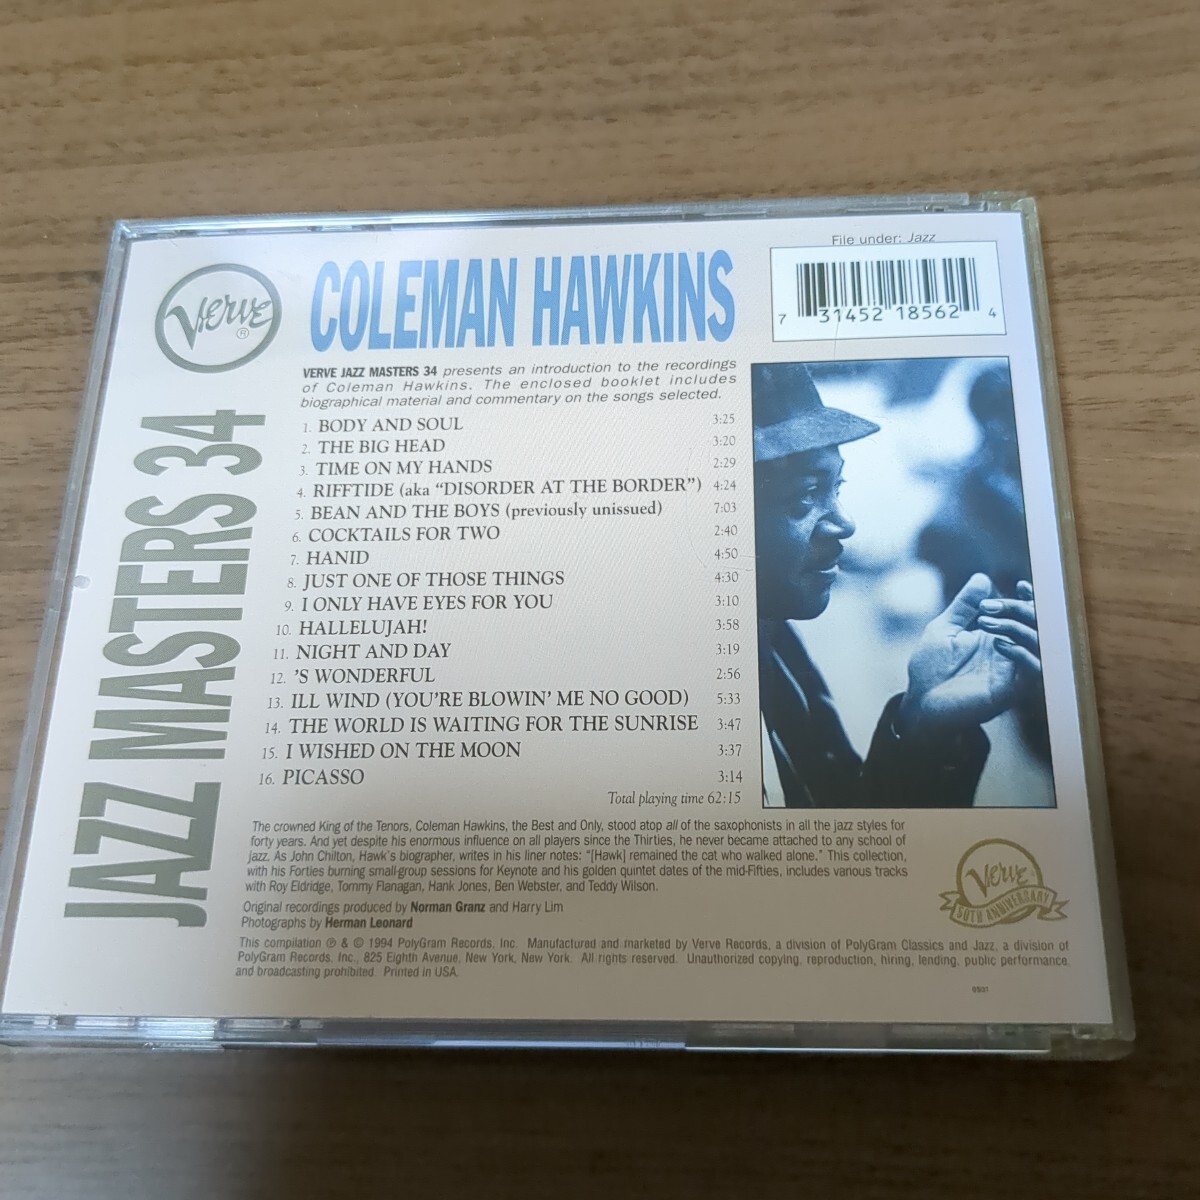 VERVE ®
JAZZ MASTERS 34
COLEMAN HAWKINS
File under: Jazz
7 31452 18562 4
VERVE JAZZ MASTERS 34 presents an introduction to the recordings
of Coleman Hawkins. The enclosed booklet includes
biographical material and commentary on the songs selected.
1. BODY AND SOUL 3:25
2. THE BIG HEAD 3:20
3. TIME ON MY HANDS 2:29
4. RIFFTIDE (aka “DISORDER AT THE BORDER”) 4:24
5. BEAN AND THE BOYS (previously unissued) 7:03
6. COCKTAILS FOR TWO 2:40
7. HANID 4:50
8. JUST ONE OF THOSE THINGS 4:30
9. I ONLY HAVE EYES FOR YOU 3:10
10. HALLELUJAH! 3:58
11. NIGHT AND DAY 3:19
12. ’S WONDERFUL 2:56
13. ILL WIND (YOU’RE BLOWIN’ ME NO GOOD) 5:33
14. THE WORLD IS WAITING FOR THE SUNRISE 3:47
15. I WISHED ON THE MOON 3:37
16. PICASSO 3:14
Total playing time 62:15
The crowned King of the Tenors, Coleman Hawkins, the Best and Only, stood atop all of the saxophonists in all the jazz styles for
forty years. And yet despite his enormous influence on all players since the Thirties, he never became attached to any school of
jazz. As John Chilton, Hawk’s biographer, writes in his liner notes: “[Hawk] remained the cat who walked alone.” This collection,
with his Forties burning small-group sessions for Keynote and his golden quintet dates of the mid-Fifties, includes various tracks
with Roy Eldridge, Tommy Flanagan, Hank Jones, Ben Webster, and Teddy Wilson.
Original recordings produced by Norman Granz and Harry Lim
Photographs by Herman Leonard
VERVE
50TH ANNIVERSARY
This compilation ℗ & © 1994 PolyGram Records, Inc. Manufactured and marketed by Verve Records, a division of PolyGram Classics and Jazz, a division of
PolyGram Records, Inc., 825 Eighth Avenue, New York, New York. All rights reserved. Unauthorized copying, reproduction, hiring, lending, public performance,
and broadcasting prohibited. Printed in USA.